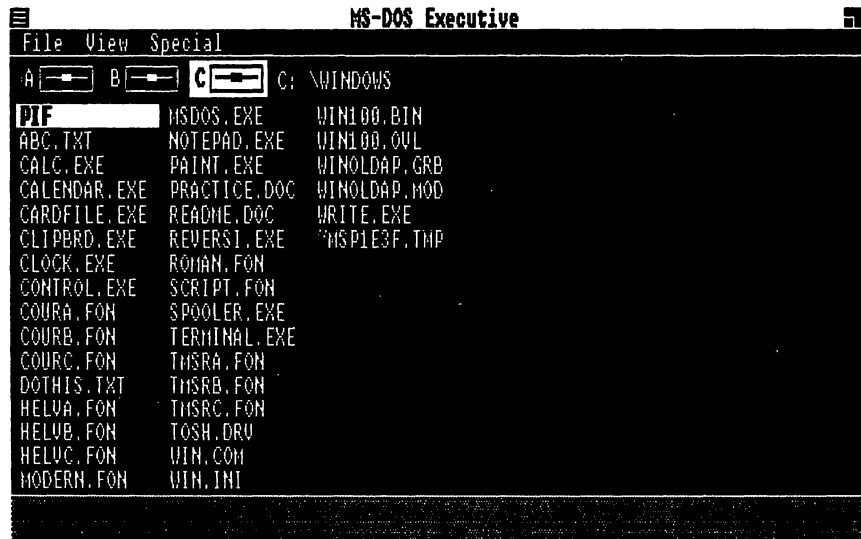 MS-DOS Executive
File View Special
A B C C: \WINDOWS
PIF MSDOS.EXE WIN100.BIN
ABC.TXT NOTEPAD.EXE WIN100.OVL
CALC.EXE PAINT.EXE WINOLDAP.GRB
CALENDAR.EXE PRACTICE.DOC WINOLDAP.MOD
CARDFILE.EXE README.DOC WRITE.EXE
CLIPBRD.EXE REVERSI.EXE ~MSP1E3F.TMP
CLOCK.EXE ROMAN.FON
CONTROL.EXE SCRIPT.FON
COURA.FON SPOOLER.EXE
COURB.FON TERMINAL.EXE
COURC.FON TMSRA.FON
DOTHIS.TXT TMSRB.FON
HELVA.FON TMSRC.FON
HELVB.FON TOSH.DRV
HELVC.FON WIN.COM
MODERN.FON WIN.INI